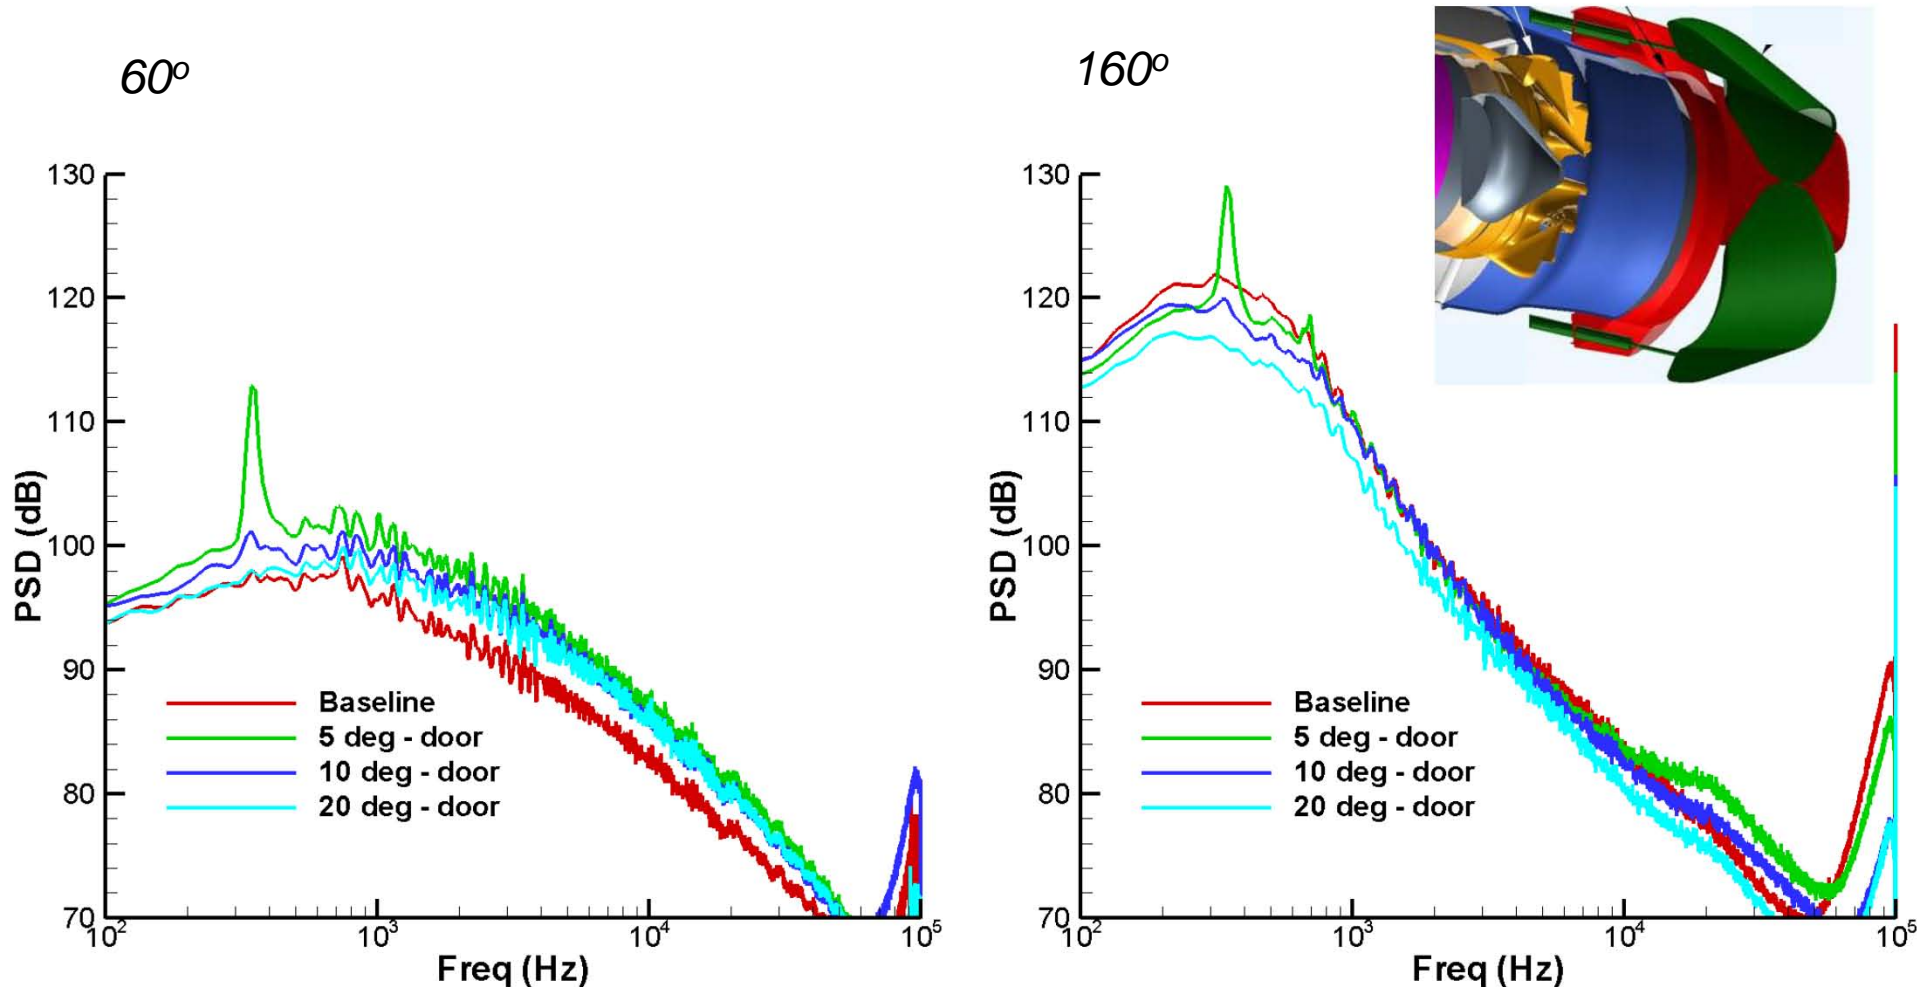 60º
160º
130
120
110
100
90
80
70
PSD (dB)
Baseline
5 deg - door
10 deg - door
20 deg - door
10²
10³
10⁴
10⁵
Freq (Hz)
130
120
110
100
90
80
70
PSD (dB)
Baseline
5 deg - door
10 deg - door
20 deg - door
10²
10³
10⁴
10⁵
Freq (Hz)